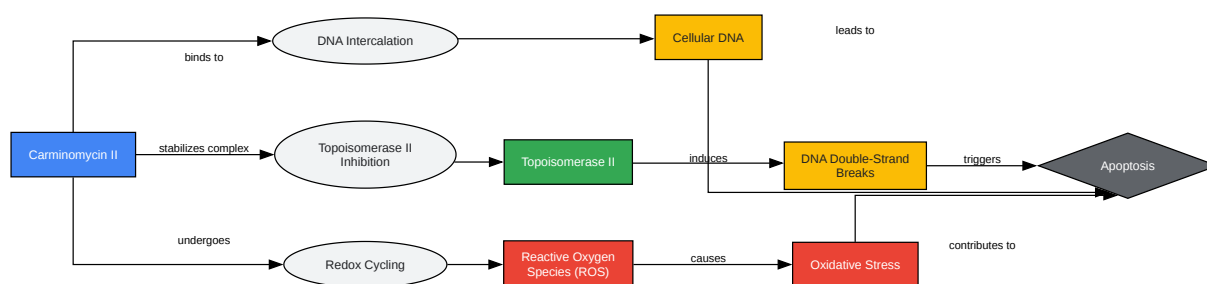 DNA Intercalation
Cellular DNA
leads to
binds to
Carminomycin II
stabilizes complex
Topoisomerase II
Inhibition
Topoisomerase II
induces
DNA Double-Strand
Breaks
triggers
Apoptosis
undergoes
Redox Cycling
Reactive Oxygen
Species (ROS)
causes
Oxidative Stress
contributes to